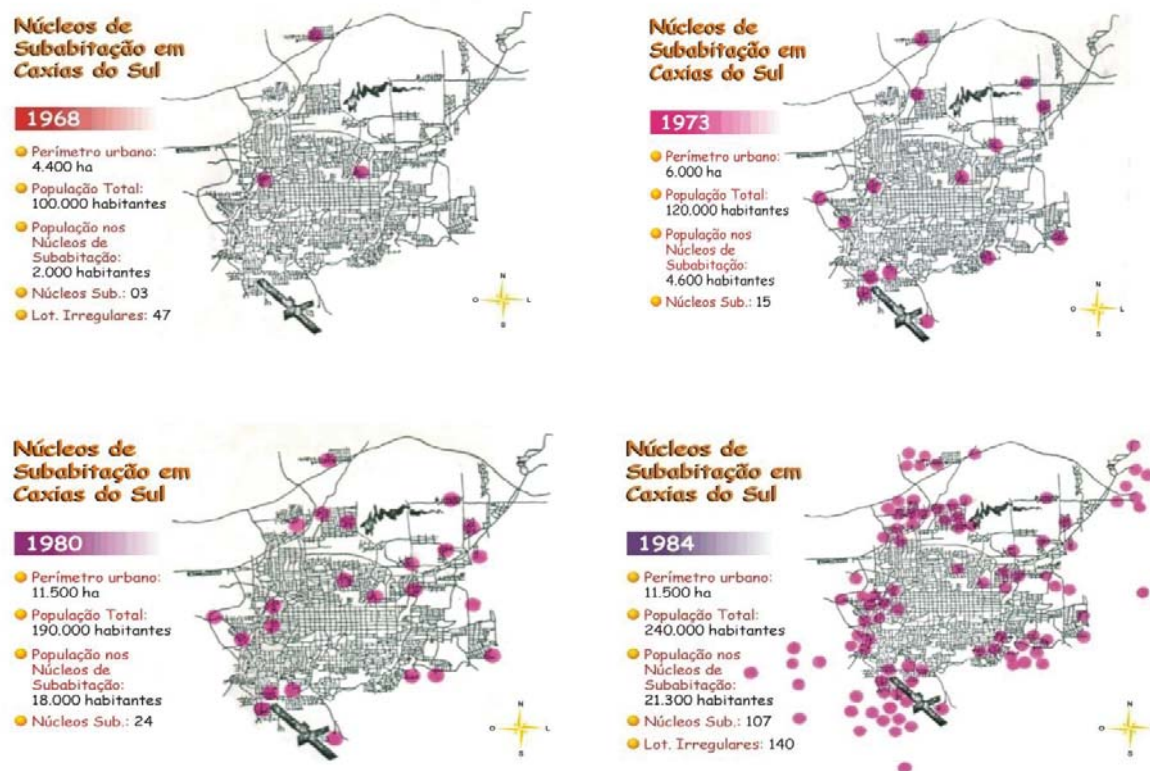 Núcleos de
Subabitação em
Caxias do Sul
1968
Perímetro urbano:
4.400 ha
População Total:
100.000 habitantes
População nos
Núcleos de
Subabitação:
2.000 habitantes
Núcleos Sub.: 03
Lot. Irregulares: 47
N
O
L
S
Núcleos de
Subabitação em
Caxias do Sul
1973
Perímetro urbano:
6.000 ha
População Total:
120.000 habitantes
População nos
Núcleos de
Subabitação:
4.600 habitantes
Núcleos Sub.: 15
N
O
L
S
Núcleos de
Subabitação em
Caxias do Sul
1980
Perímetro urbano:
11.500 ha
População Total:
190.000 habitantes
População nos
Núcleos de
Subabitação:
18.000 habitantes
Núcleos Sub.: 24
N
O
L
S
Núcleos de
Subabitação em
Caxias do Sul
1984
Perímetro urbano:
11.500 ha
População Total:
240.000 habitantes
População nos
Núcleos de
Subabitação:
21.300 habitantes
Núcleos Sub.: 107
Lot. Irregulares: 140
N
O
L
S